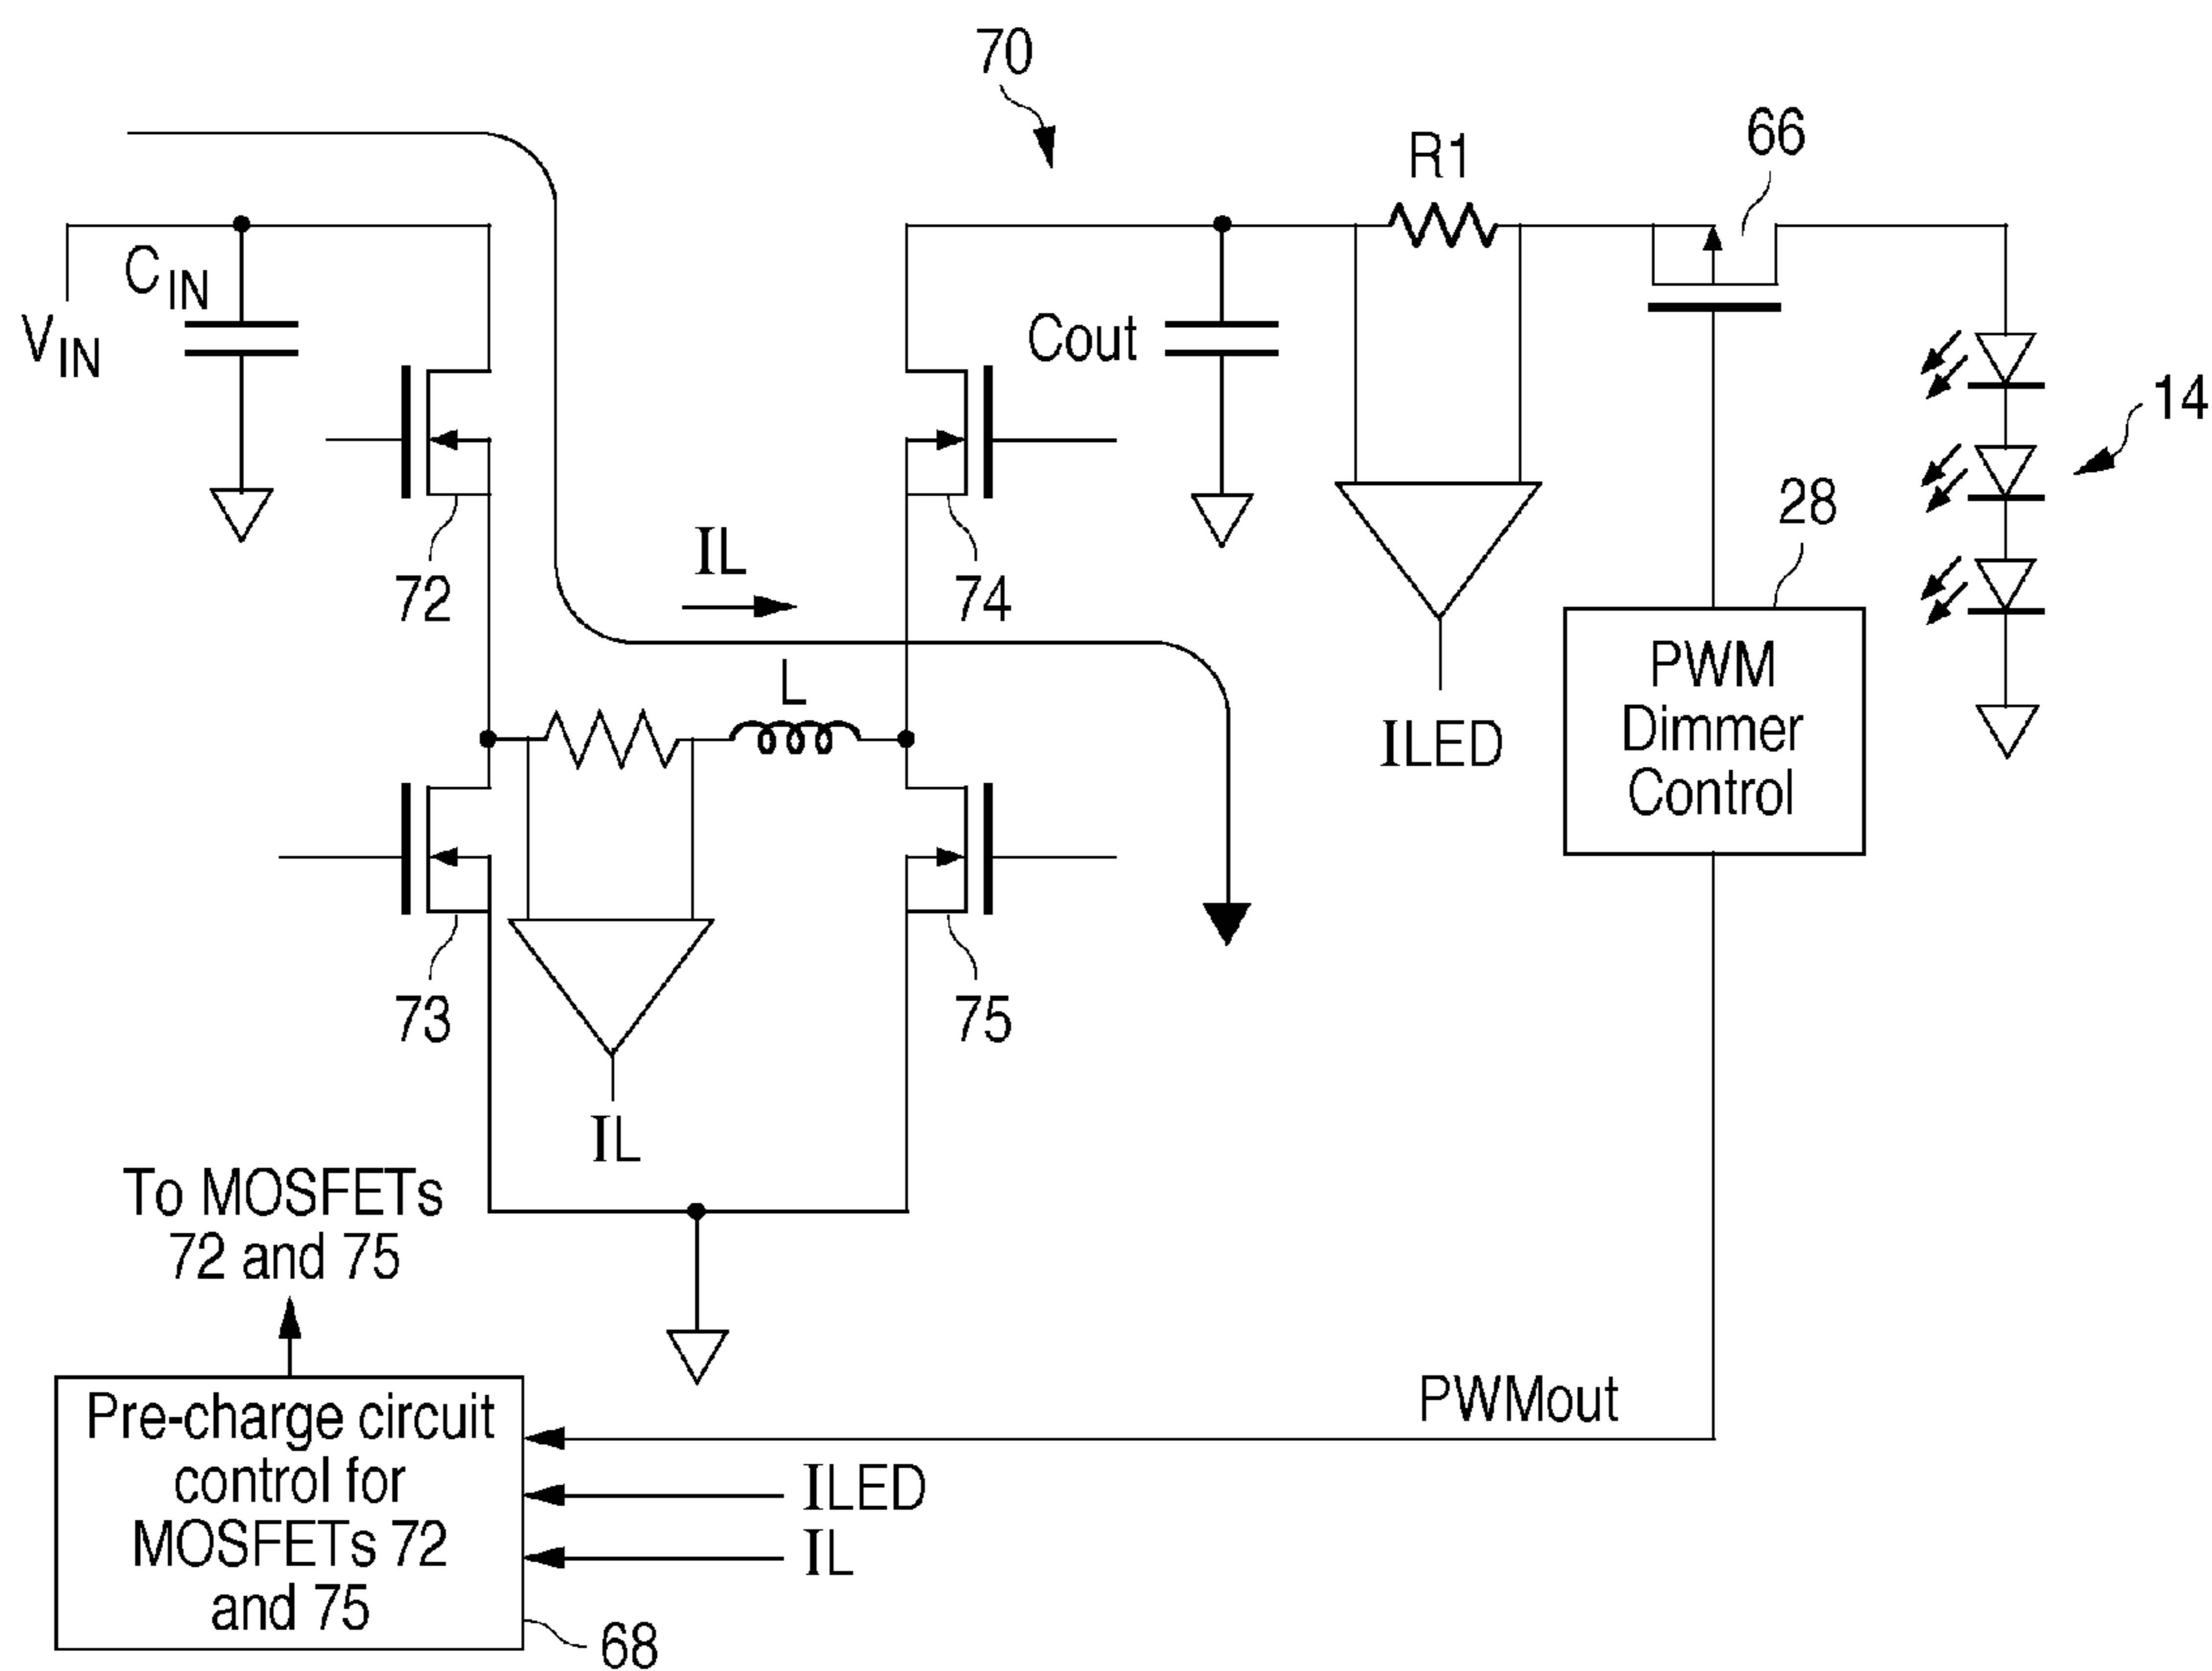 70
66
R1
CIN
VIN
Cout
14
28
72
IL
74
PWM
Dimmer
Control
L
ILED
73
75
IL
To MOSFETs
72 and 75
PWMout
Pre-charge circuit
control for
MOSFETs 72
and 75
ILED
IL
68